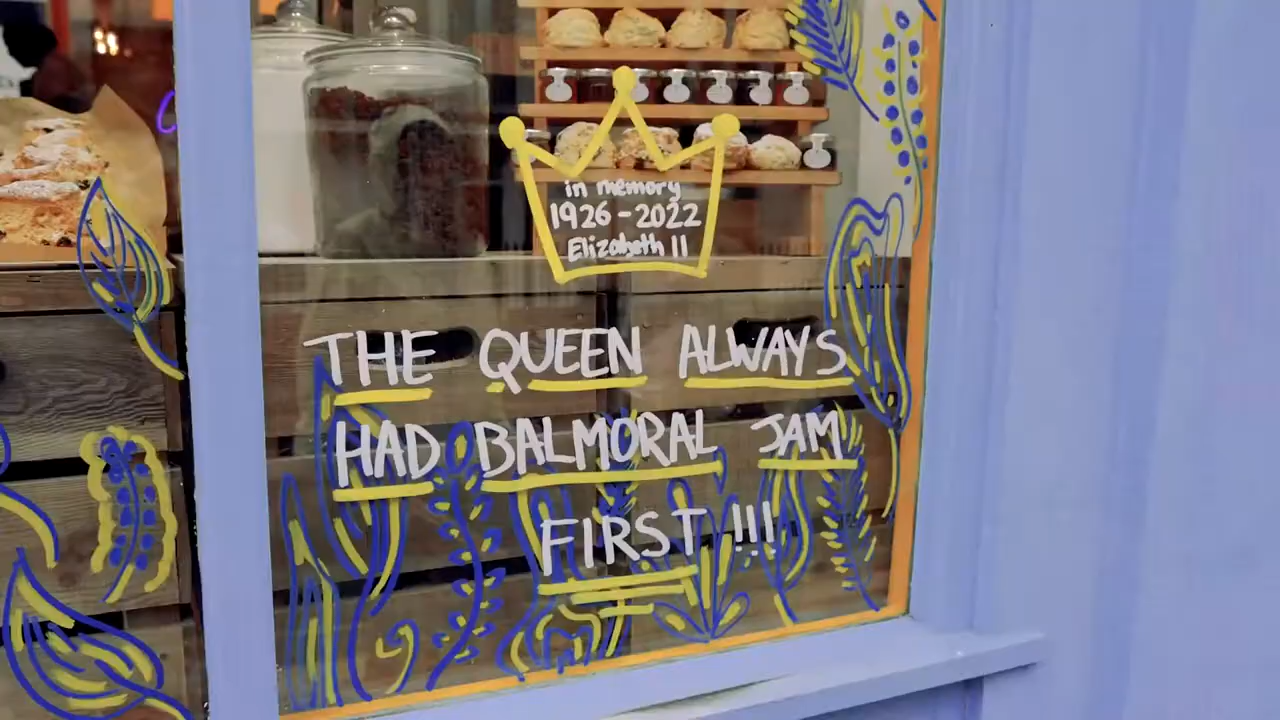 in memory
1926-2022
Elizabeth II
THE QUEEN ALWAYS
HAD BALMORAL JAM
FIRST !!!